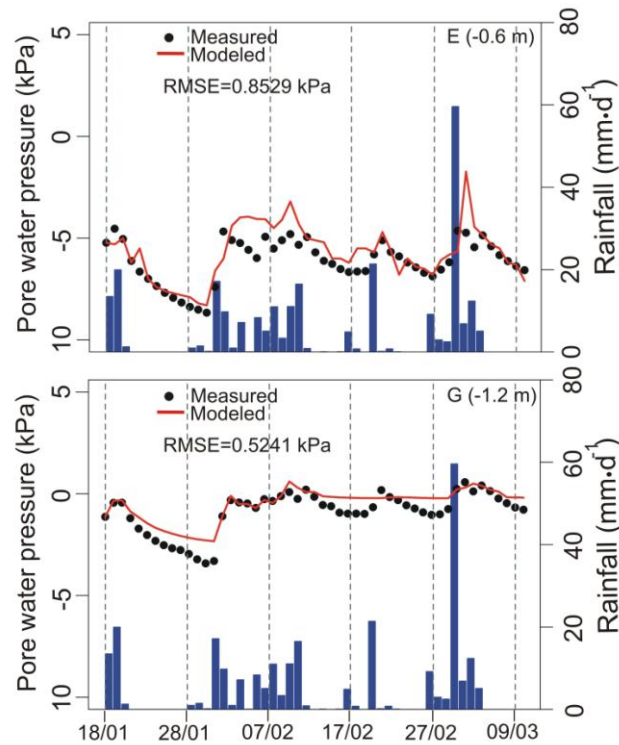 5
0
5
10
Pore water pressure (kPa)
Measured
Modeled
RMSE=0.8529 kPa
E (-0.6 m)
80
60
40
20
0
Rainfall (mm·d⁻¹)
5
0
-5
10
Pore water pressure (kPa)
Measured
Modeled
RMSE=0.5241 kPa
G (-1.2 m)
80
60
40
20
0
Rainfall (mm·d⁻¹)
18/01 28/01 07/02 17/02 27/02 09/03